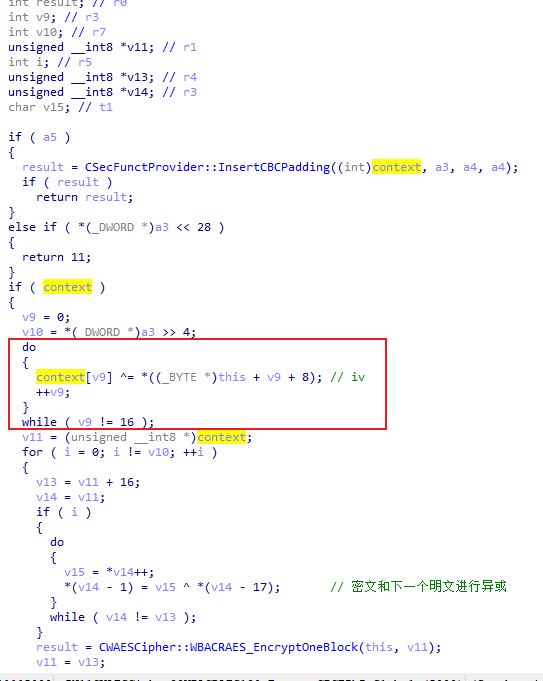 int result; // r0
int v9; // r3
int v10; // r7
unsigned __int8 *v11; // r1
int i; // r5
unsigned __int8 *v13; // r4
unsigned __int8 *v14; // r3
char v15; // t1
if ( a5 )
{
result = CSecFunctProvider::InsertCBCPadding((int)context, a3, a4, a4);
if ( result )
return result;
}
else if ( *(_DWORD *)a3 << 28 )
{
return 11;
}
if ( context )
{
v9 = 0;
v10 = *(_DWORD *)a3 >> 4;
do
{
context[v9] ^= *((_BYTE *)this + v9 + 8); // iv
++v9;
}
while ( v9 != 16 );
v11 = (unsigned __int8 *)context;
for ( i = 0; i != v10; ++i )
{
v13 = v11 + 16;
v14 = v11;
if ( i )
{
do
{
v15 = *v14++;
*(v14 - 1) = v15 ^ *(v14 - 17); // 密文和下一个明文进行异或
}
while ( v14 != v13 );
}
result = CWAESCipher::WBACRAES_EncryptOneBlock(this, v11);
v11 = v13;